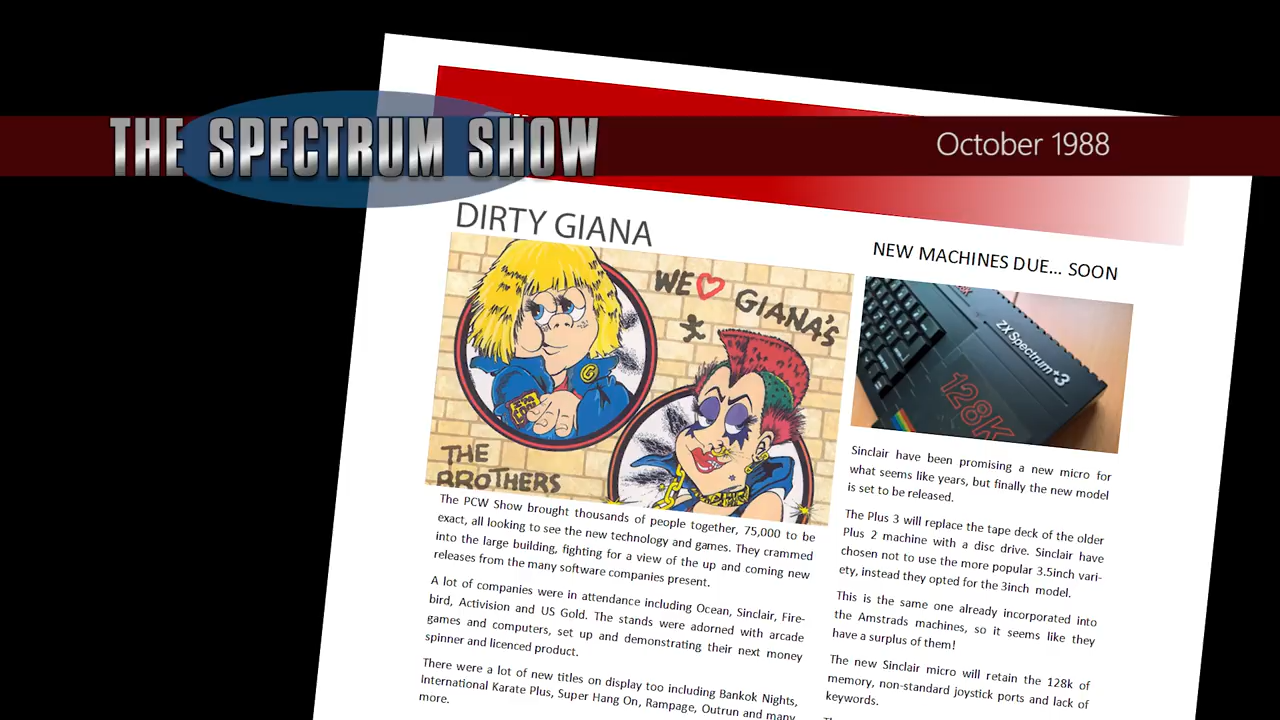 THE SPECTRUM SHOW
October 1988
DIRTY GIANA
WE GIANA'S
THE
BROTHERS
The PCW Show brought thousands of people together, 75,000 to be
exact, all looking to see the new technology and games. They crammed
into the large building, fighting for a view of the up and coming new
releases from the many software companies present.
A lot of companies were in attendance including Ocean, Sinclair, Fire-
bird, Activision and US Gold. The stands were adorned with arcade
games and computers, set up and demonstrating their next money
spinner and licenced product.
There were a lot of new titles on display too including Bankok Nights,
International Karate Plus, Super Hang On, Rampage, Outrun and many
more.
NEW MACHINES DUE... SOON
ZX Spectrum +3
128K
Sinclair have been promising a new micro for
what seems like years, but finally the new model
is set to be released.
The Plus 3 will replace the tape deck of the older
Plus 2 machine with a disc drive. Sinclair have
chosen not to use the more popular 3.5inch vari-
ety, instead they opted for the 3inch model.
This is the same one already incorporated into
the Amstrads machines, so it seems like they
have a surplus of them!
The new Sinclair micro will retain the 128k of
memory, non-standard joystick ports and lack of
keywords.